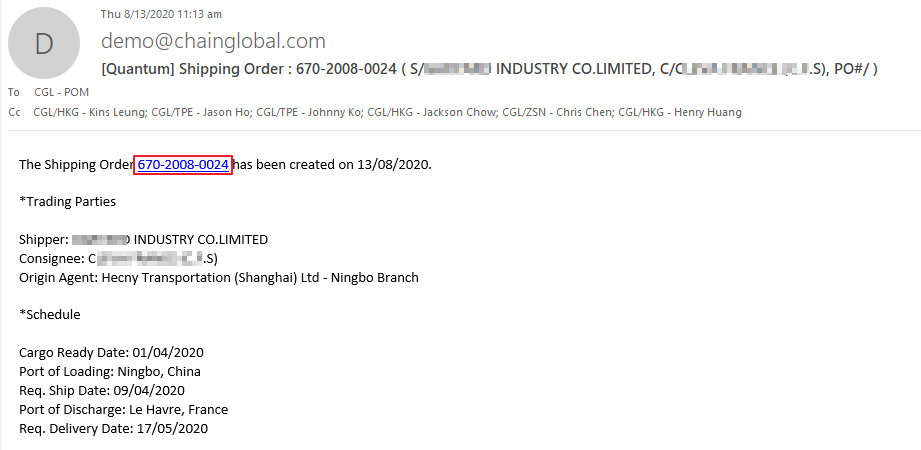 Thu 8/13/2020 11:13 am
D
demo@chainglobal.com
[Quantum] Shipping Order : 670-2008-0024 ( S/ INDUSTRY CO.LIMITED, C/ .S), PO#/ )
To CGL - POM
Cc CGL/HKG - Kins Leung; CGL/TPE - Jason Ho; CGL/TPE - Johnny Ko; CGL/HKG - Jackson Chow; CGL/ZSN - Chris Chen; CGL/HKG - Henry Huang
The Shipping Order 670-2008-0024 has been created on 13/08/2020.
*Trading Parties
Shipper: INDUSTRY CO.LIMITED
Consignee: C .S)
Origin Agent: Hecny Transportation (Shanghai) Ltd - Ningbo Branch
*Schedule
Cargo Ready Date: 01/04/2020
Port of Loading: Ningbo, China
Req. Ship Date: 09/04/2020
Port of Discharge: Le Havre, France
Req. Delivery Date: 17/05/2020